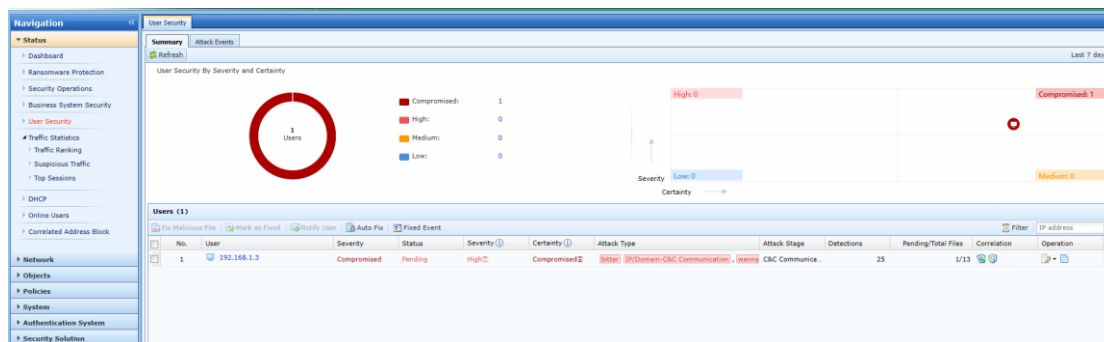 Navigation
User Security
Status
Summary
Attack Events
Dashboard
Refresh
Last 7 day
Ransomware Protection
User Security By Severity and Certainty
Security Operations
Business System Security
User Security
Traffic Statistics
Traffic Ranking
Suspicious Traffic
Top Sessions
DHCP
Online Users
Correlated Address Block
Network
Objects
Policies
System
Authentication System
Security Solution
1
Users
Compromised: 1
High: 0
Medium: 0
Low: 0
High: 0
Compromised: 1
Severity
Low: 0
Medium: 0
Certainty
Users (1)
Fix Malicious File
Mark as Fixed
Notify User
Auto Fix
Fixed Event
Filter
IP address
No. User Severity Status Severity Certainty Attack Type Attack Stage Detections Pending/Total Files Correlation Operation
1 192.168.1.3 Compromised Pending High Compromised bitter IP/Domain-C&C Communication , wanna C&C Communica... 25 1/13